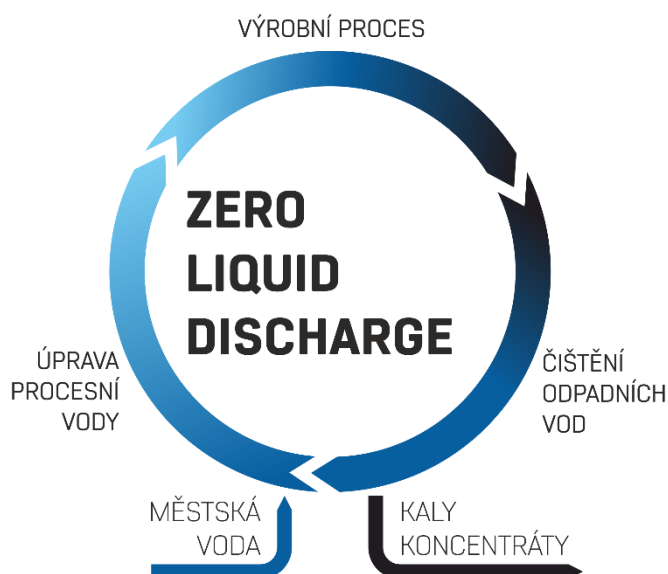 VÝROBNÍ PROCES
ZERO
LIQUID
DISCHARGE
ÚPRAVA
PROCESNÍ
VODY
ČIŠTĚNÍ
ODPADNÍCH
VOD
MĚSTSKÁ
VODA
KALY
KONCENTRÁTY